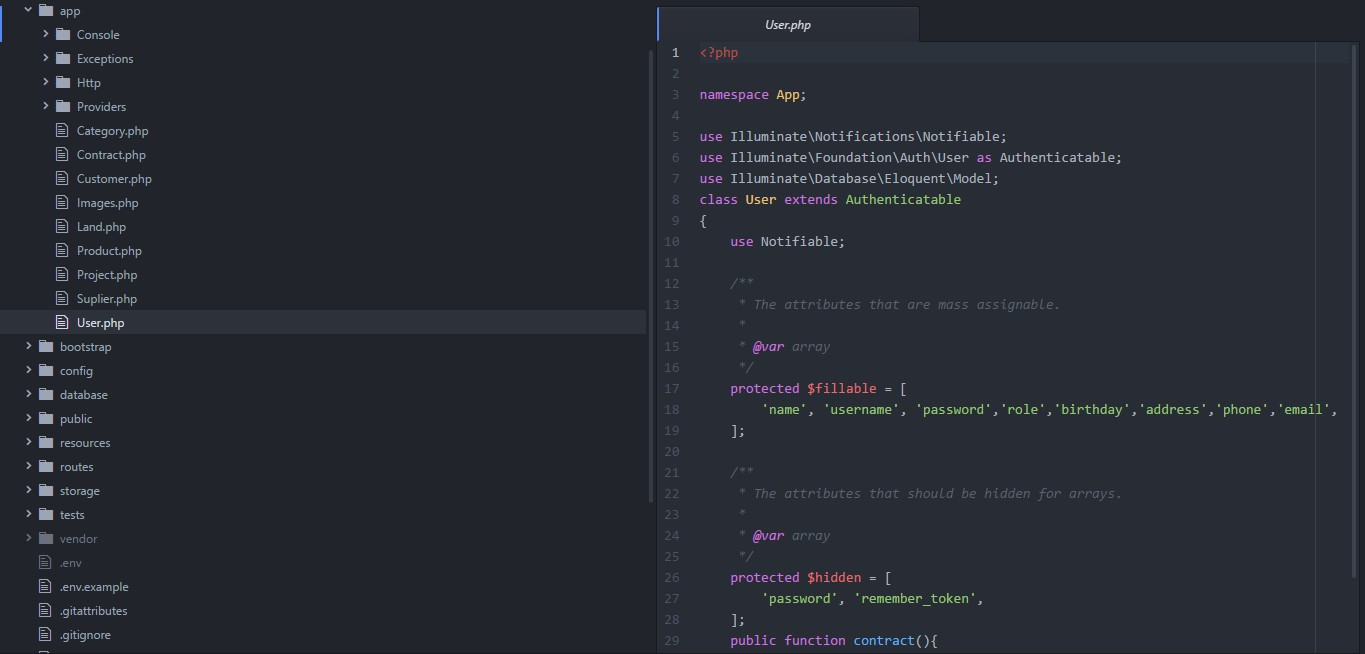 app
Console
Exceptions
Http
Providers
Category.php
Contract.php
Customer.php
Images.php
Land.php
Product.php
Project.php
Suplier.php
User.php
bootstrap
config
database
public
resources
routes
storage
tests
vendor
.env
.env.example
.gitattributes
.gitignore
User.php
1 <?php
2
3 namespace App;
4
5 use Illuminate\Notifications\Notifiable;
6 use Illuminate\Foundation\Auth\User as Authenticatable;
7 use Illuminate\Database\Eloquent\Model;
8 class User extends Authenticatable
9 {
10     use Notifiable;
11
12     /**
13      * The attributes that are mass assignable.
14      *
15      * @var array
16      */
17     protected $fillable = [
18         'name', 'username', 'password','role','birthday','address','phone','email',
19     ];
20
21     /**
22      * The attributes that should be hidden for arrays.
23      *
24      * @var array
25      */
26     protected $hidden = [
27         'password', 'remember_token',
28     ];
29     public function contract(){